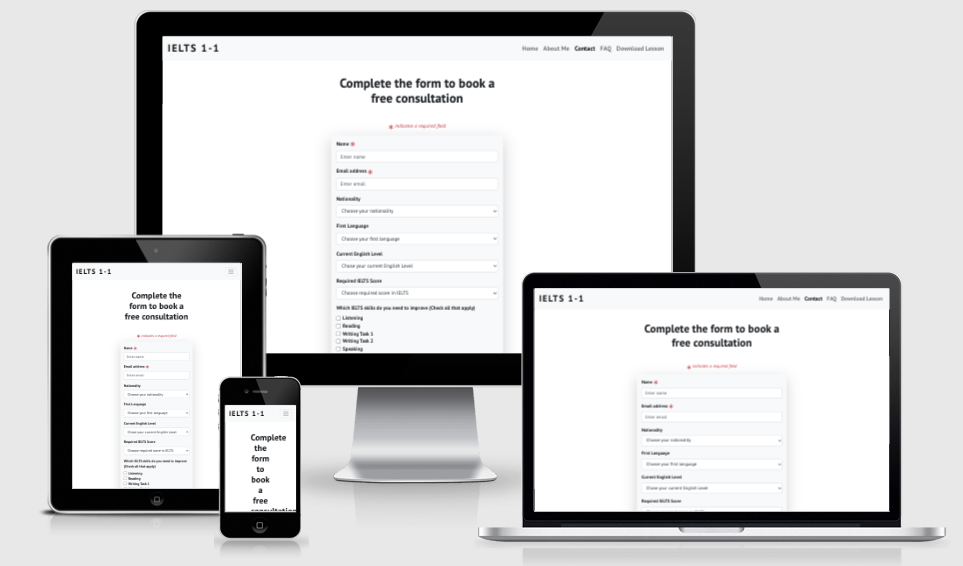 IELTS 1-1
Home About Me Contact FAQ Download Lesson
Complete the form to book a
free consultation
* indicates a required field
Name *
Enter name
Email address *
Enter email
Nationality
Choose your nationality
First Language
Choose your first language
Current English Level
Chose your current English Level
Required IELTS Score
Choose required score in IELTS
Which IELTS skills do you need to improve (Check all that apply)
Listening
Reading
Writing Task 1
Writing Task 2
Speaking
IELTS 1-1
Complete the
form to book a
free consultation
* indicates a required field
Name *
Enter name
Email address *
Enter email
Nationality
Choose your nationality
First Language
Choose your first language
Current English Level
Chose your current English Level
Required IELTS Score
Choose required score in IELTS
Which IELTS skills do you need to improve
(Check all that apply)
Listening
Reading
Writing Task 1
IELTS 1-1
Complete
the
form
to
book
a
free
consultation
IELTS 1-1
Home About Me Contact FAQ Download Lesson
Complete the form to book a
free consultation
* indicates a required field
Name *
Enter name
Email address *
Enter email
Nationality
Choose your nationality
First Language
Choose your first language
Current English Level
Chose your current English Level
Required IELTS Score